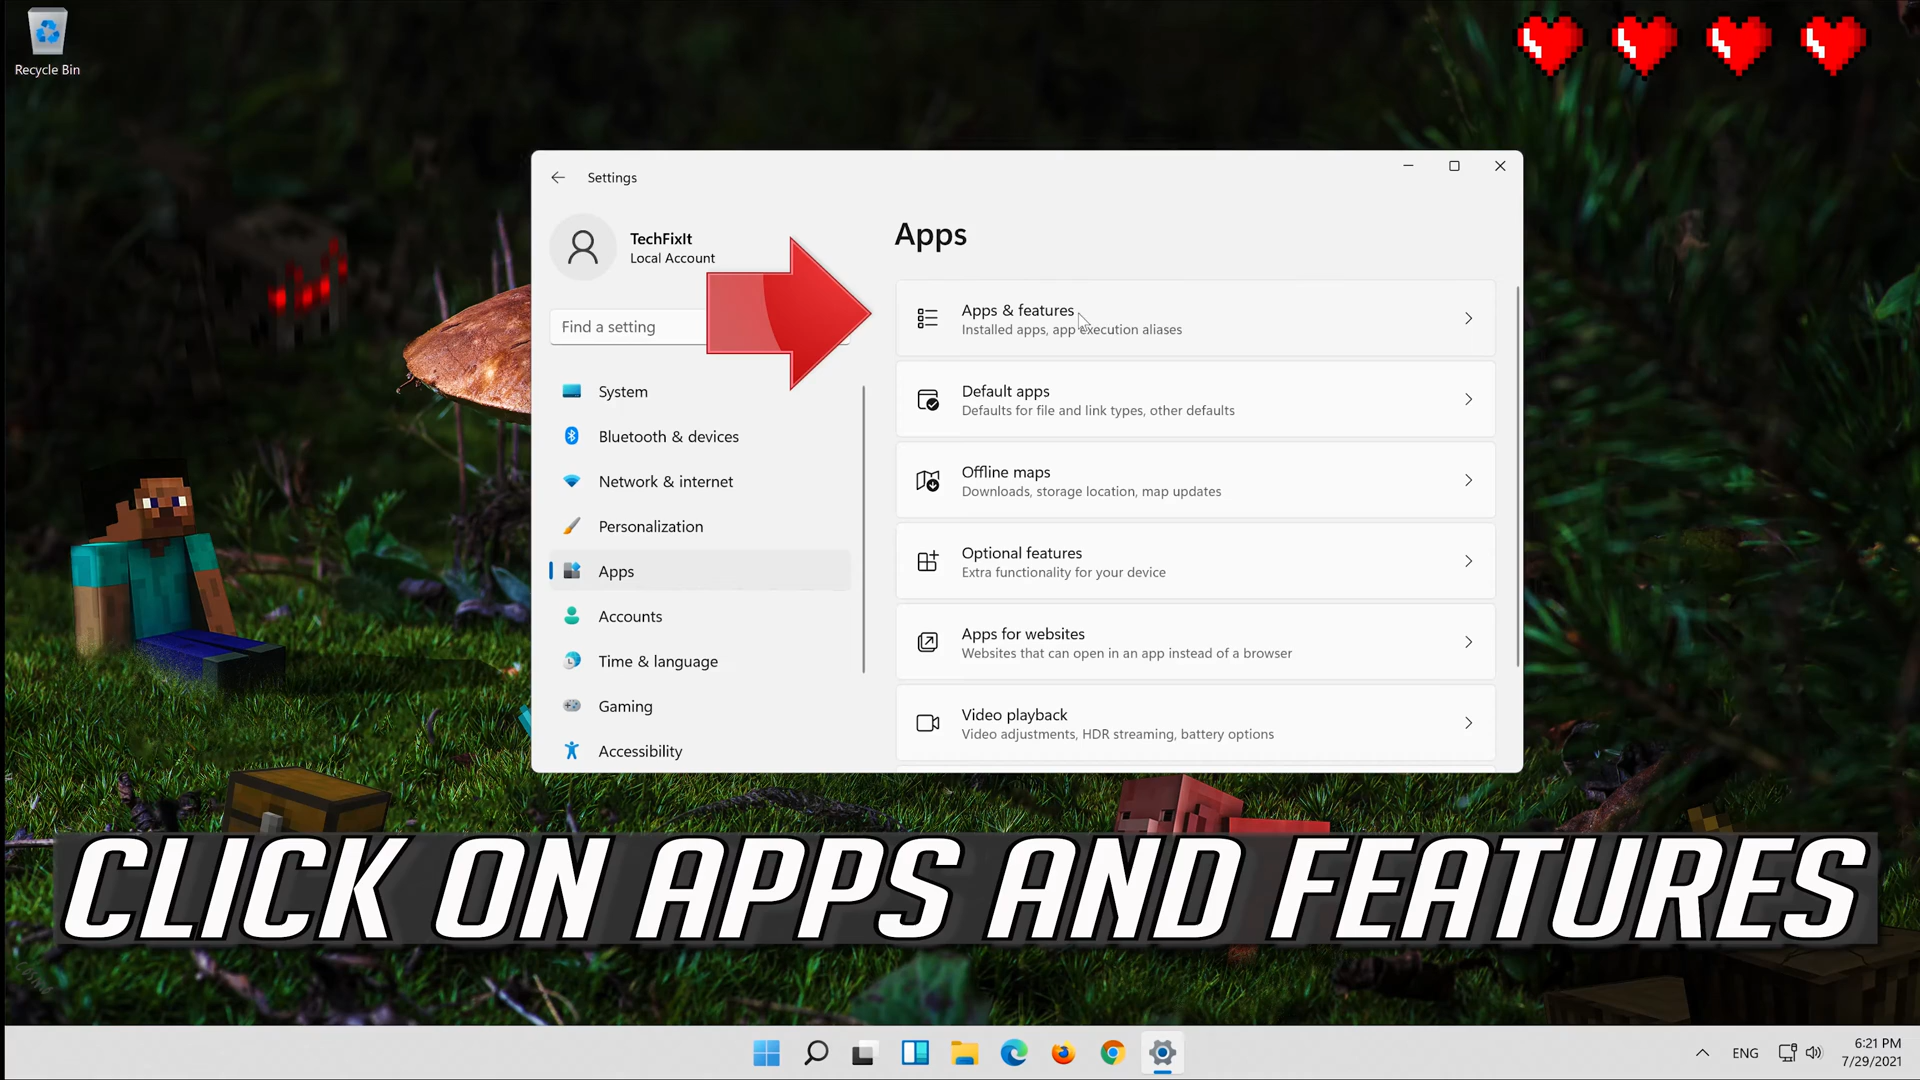 Recycle Bin
Settings
TechFixIt
Local Account
Find a setting
System
Bluetooth & devices
Network & internet
Personalization
Apps
Accounts
Time & language
Gaming
Accessibility
Apps
Apps & features
Installed apps, app execution aliases
Default apps
Defaults for file and link types, other defaults
Offline maps
Downloads, storage location, map updates
Optional features
Extra functionality for your device
Apps for websites
Websites that can open in an app instead of a browser
Video playback
Video adjustments, HDR streaming, battery options
CLICK ON APPS AND FEATURES
ENG
6:21 PM
7/29/2021